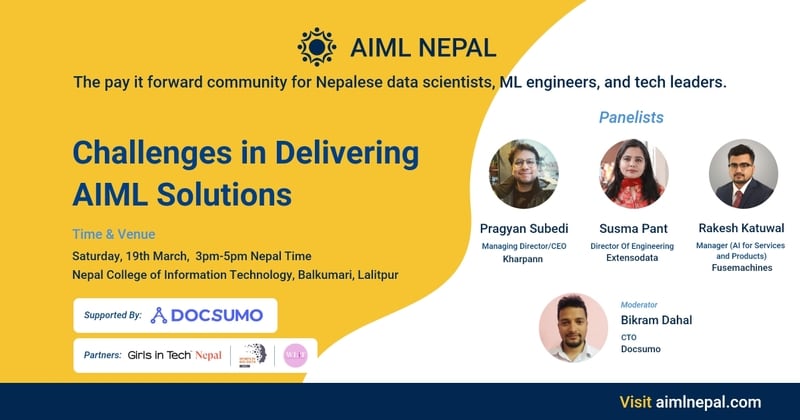 AIML NEPAL
The pay it forward community for Nepalese data scientists, ML engineers, and tech leaders.
Challenges in Delivering
AIML Solutions
Time & Venue
Saturday, 19th March, 3pm-5pm Nepal Time
Nepal College of Information Technology, Balkumari, Lalitpur
Supported By: DOCSUMO
Partners: Girls in Tech Nepal
Panelists
Pragyan Subedi
Managing Director/CEO
Kharpann
Susma Pant
Director Of Engineering
Extensodata
Rakesh Katuwal
Manager (AI for Services
and Products)
Fusemachines
Moderator
Bikram Dahal
CTO
Docsumo
Visit aimlnepal.com